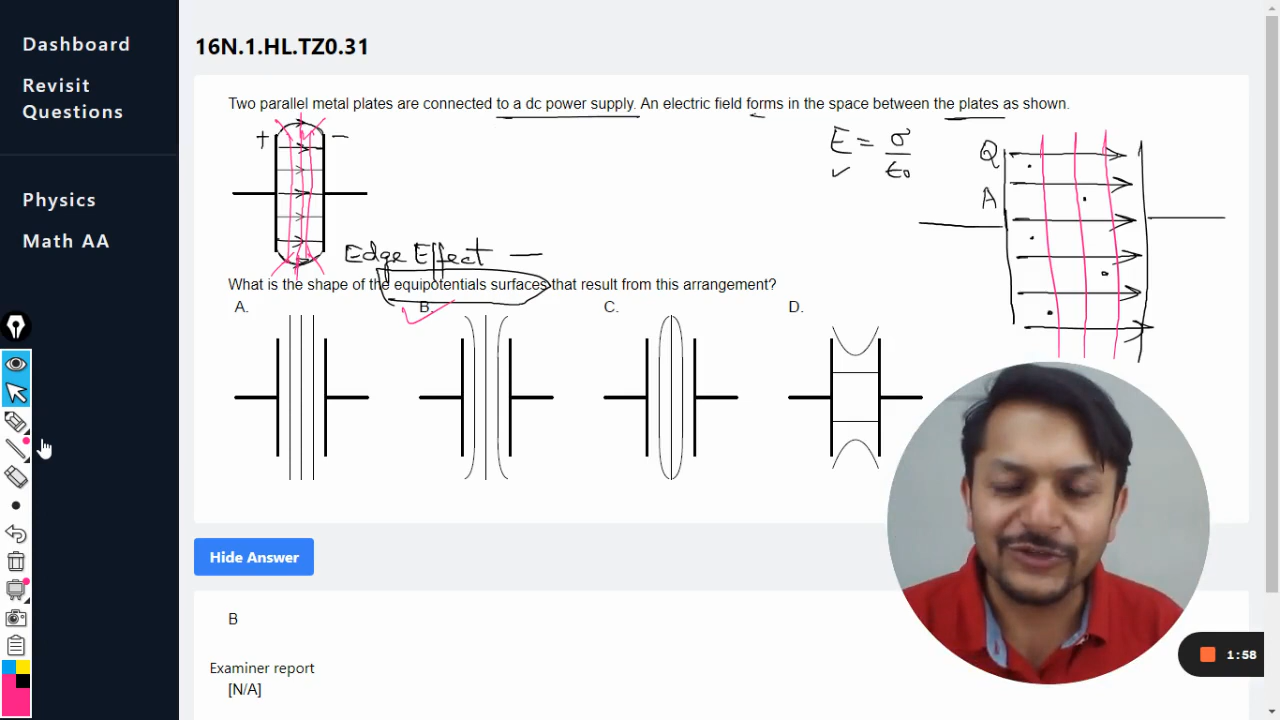 Dashboard
Revisit
Questions
Physics
Math AA
16N.1.HL.TZ0.31
Two parallel metal plates are connected to a dc power supply. An electric field forms in the space between the plates as shown.
+ −
E = σ
ε0
Q
A
Edge Effect —
What is the shape of the equipotentials surfaces that result from this arrangement?
A. B. C. D.
Hide Answer
B
Examiner report
[N/A]
1:58